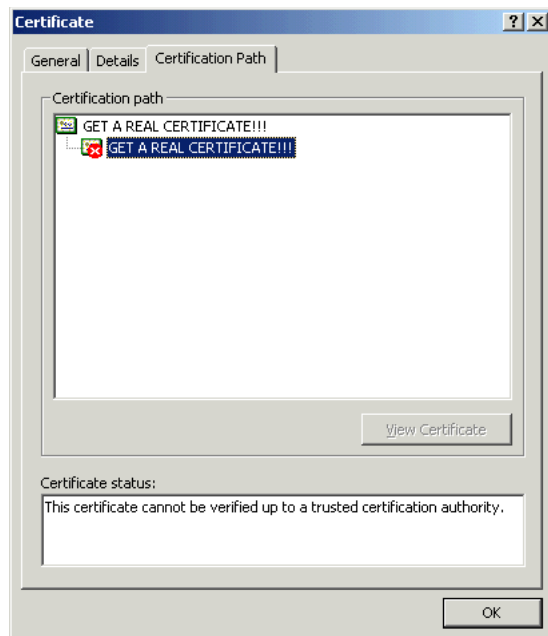 Certificate
General Details Certification Path
Certification path
GET A REAL CERTIFICATE!!!
GET A REAL CERTIFICATE!!!
View Certificate
Certificate status:
This certificate cannot be verified up to a trusted certification authority.
OK